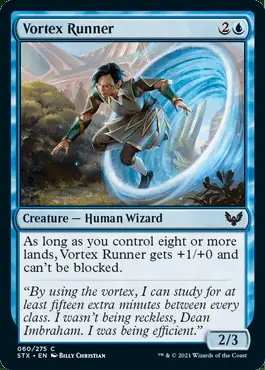 Vortex Runner 2
Creature — Human Wizard
As long as you control eight or more
lands, Vortex Runner gets +1/+0 and
can't be blocked.
"By using the vortex, I can study for at
least fifteen extra minutes between every
class. I wasn't being reckless, Dean
Imbraham. I was being efficient."
2/3
060/275 C
STX • EN BILLY CHRISTIAN
™ & © 2021 Wizards of the Coast